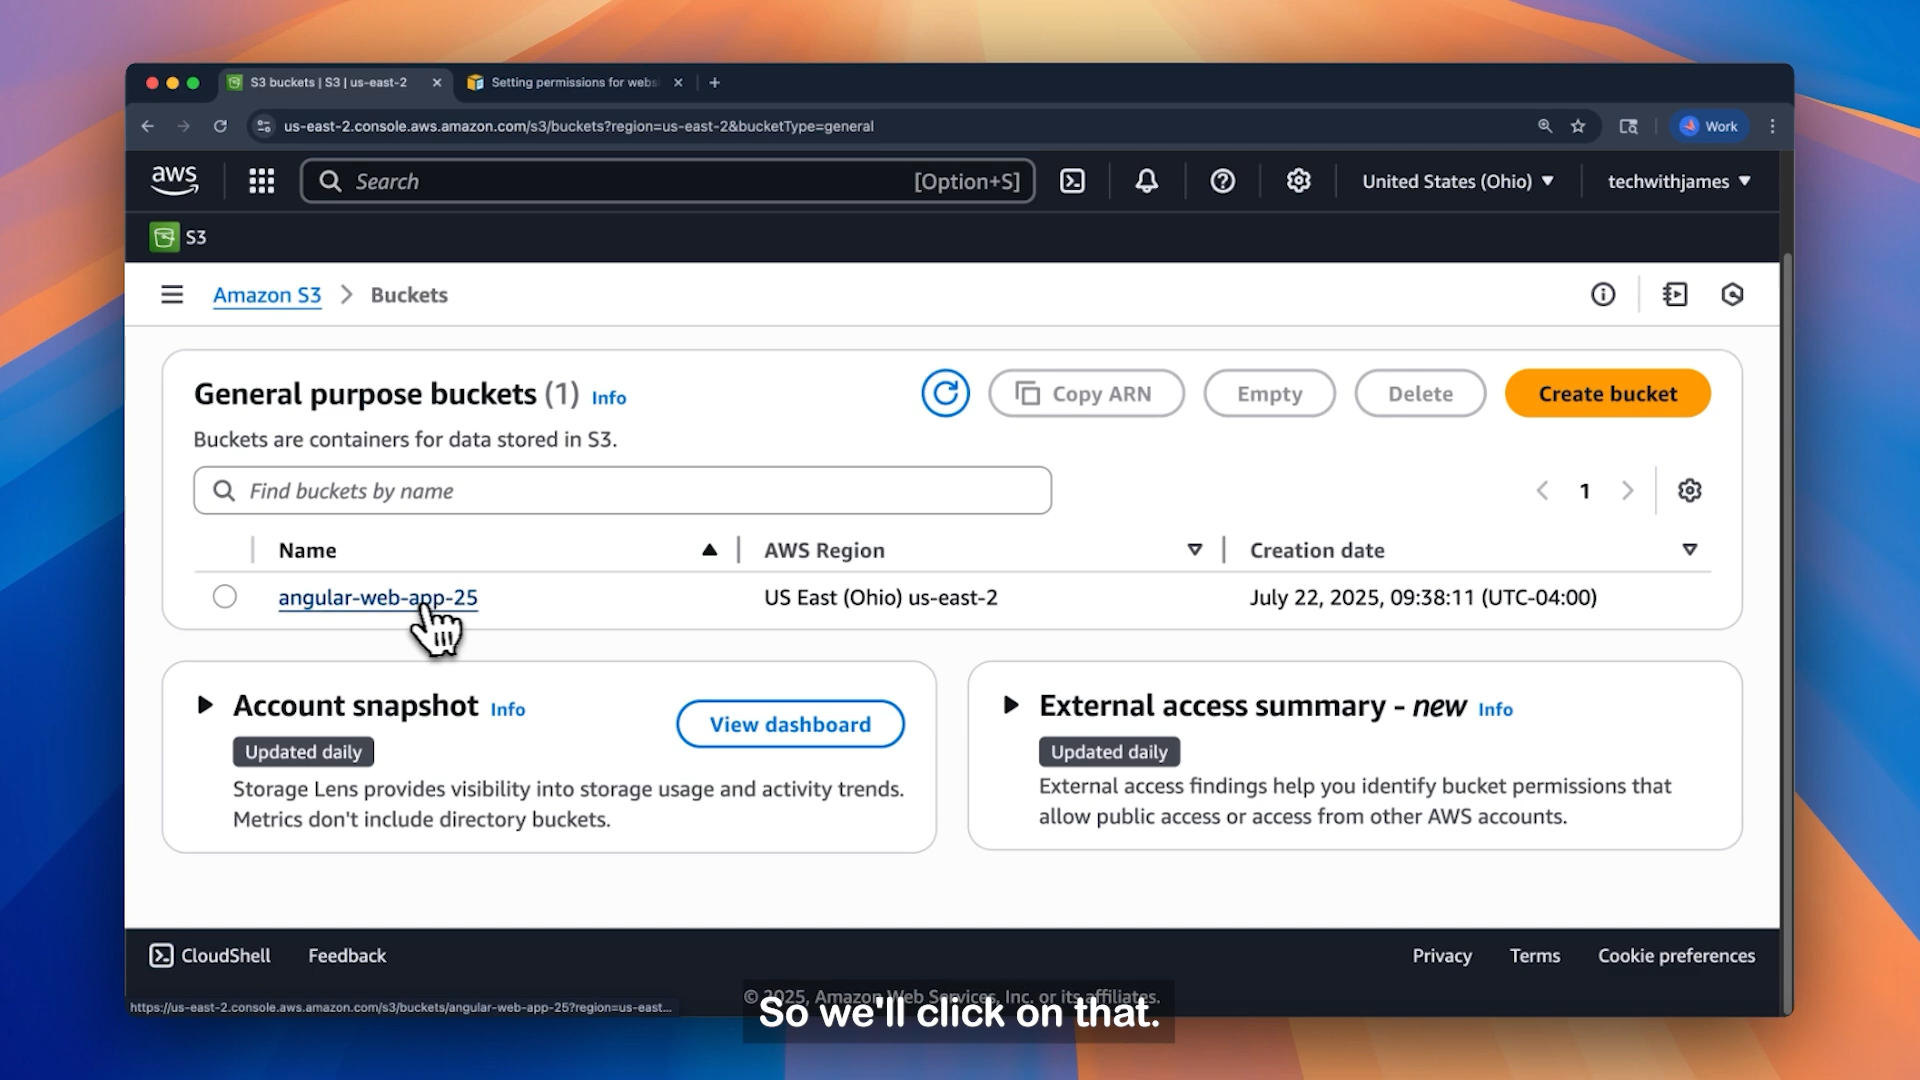 S3 buckets | S3 | us-east-2
Setting permissions for webs
us-east-2.console.aws.amazon.com/s3/buckets?region=us-east-2&bucketType=general
Work
aws
Search
[Option+S]
United States (Ohio)
techwithjames
S3
Amazon S3
Buckets
General purpose buckets (1) Info
Copy ARN
Empty
Delete
Create bucket
Buckets are containers for data stored in S3.
Find buckets by name
1
Name
AWS Region
Creation date
angular-web-app-25
US East (Ohio) us-east-2
July 22, 2025, 09:38:11 (UTC-04:00)
Account snapshot Info
View dashboard
Updated daily
Storage Lens provides visibility into storage usage and activity trends.
Metrics don't include directory buckets.
External access summary - new Info
Updated daily
External access findings help you identify bucket permissions that
allow public access or access from other AWS accounts.
CloudShell
Feedback
Privacy
Terms
Cookie preferences
https://us-east-2.console.aws.amazon.com/s3/buckets/angular-web-app-25?region=us-east...
© 2025, Amazon Web Services, Inc. or its affiliates.
So we'll click on that.